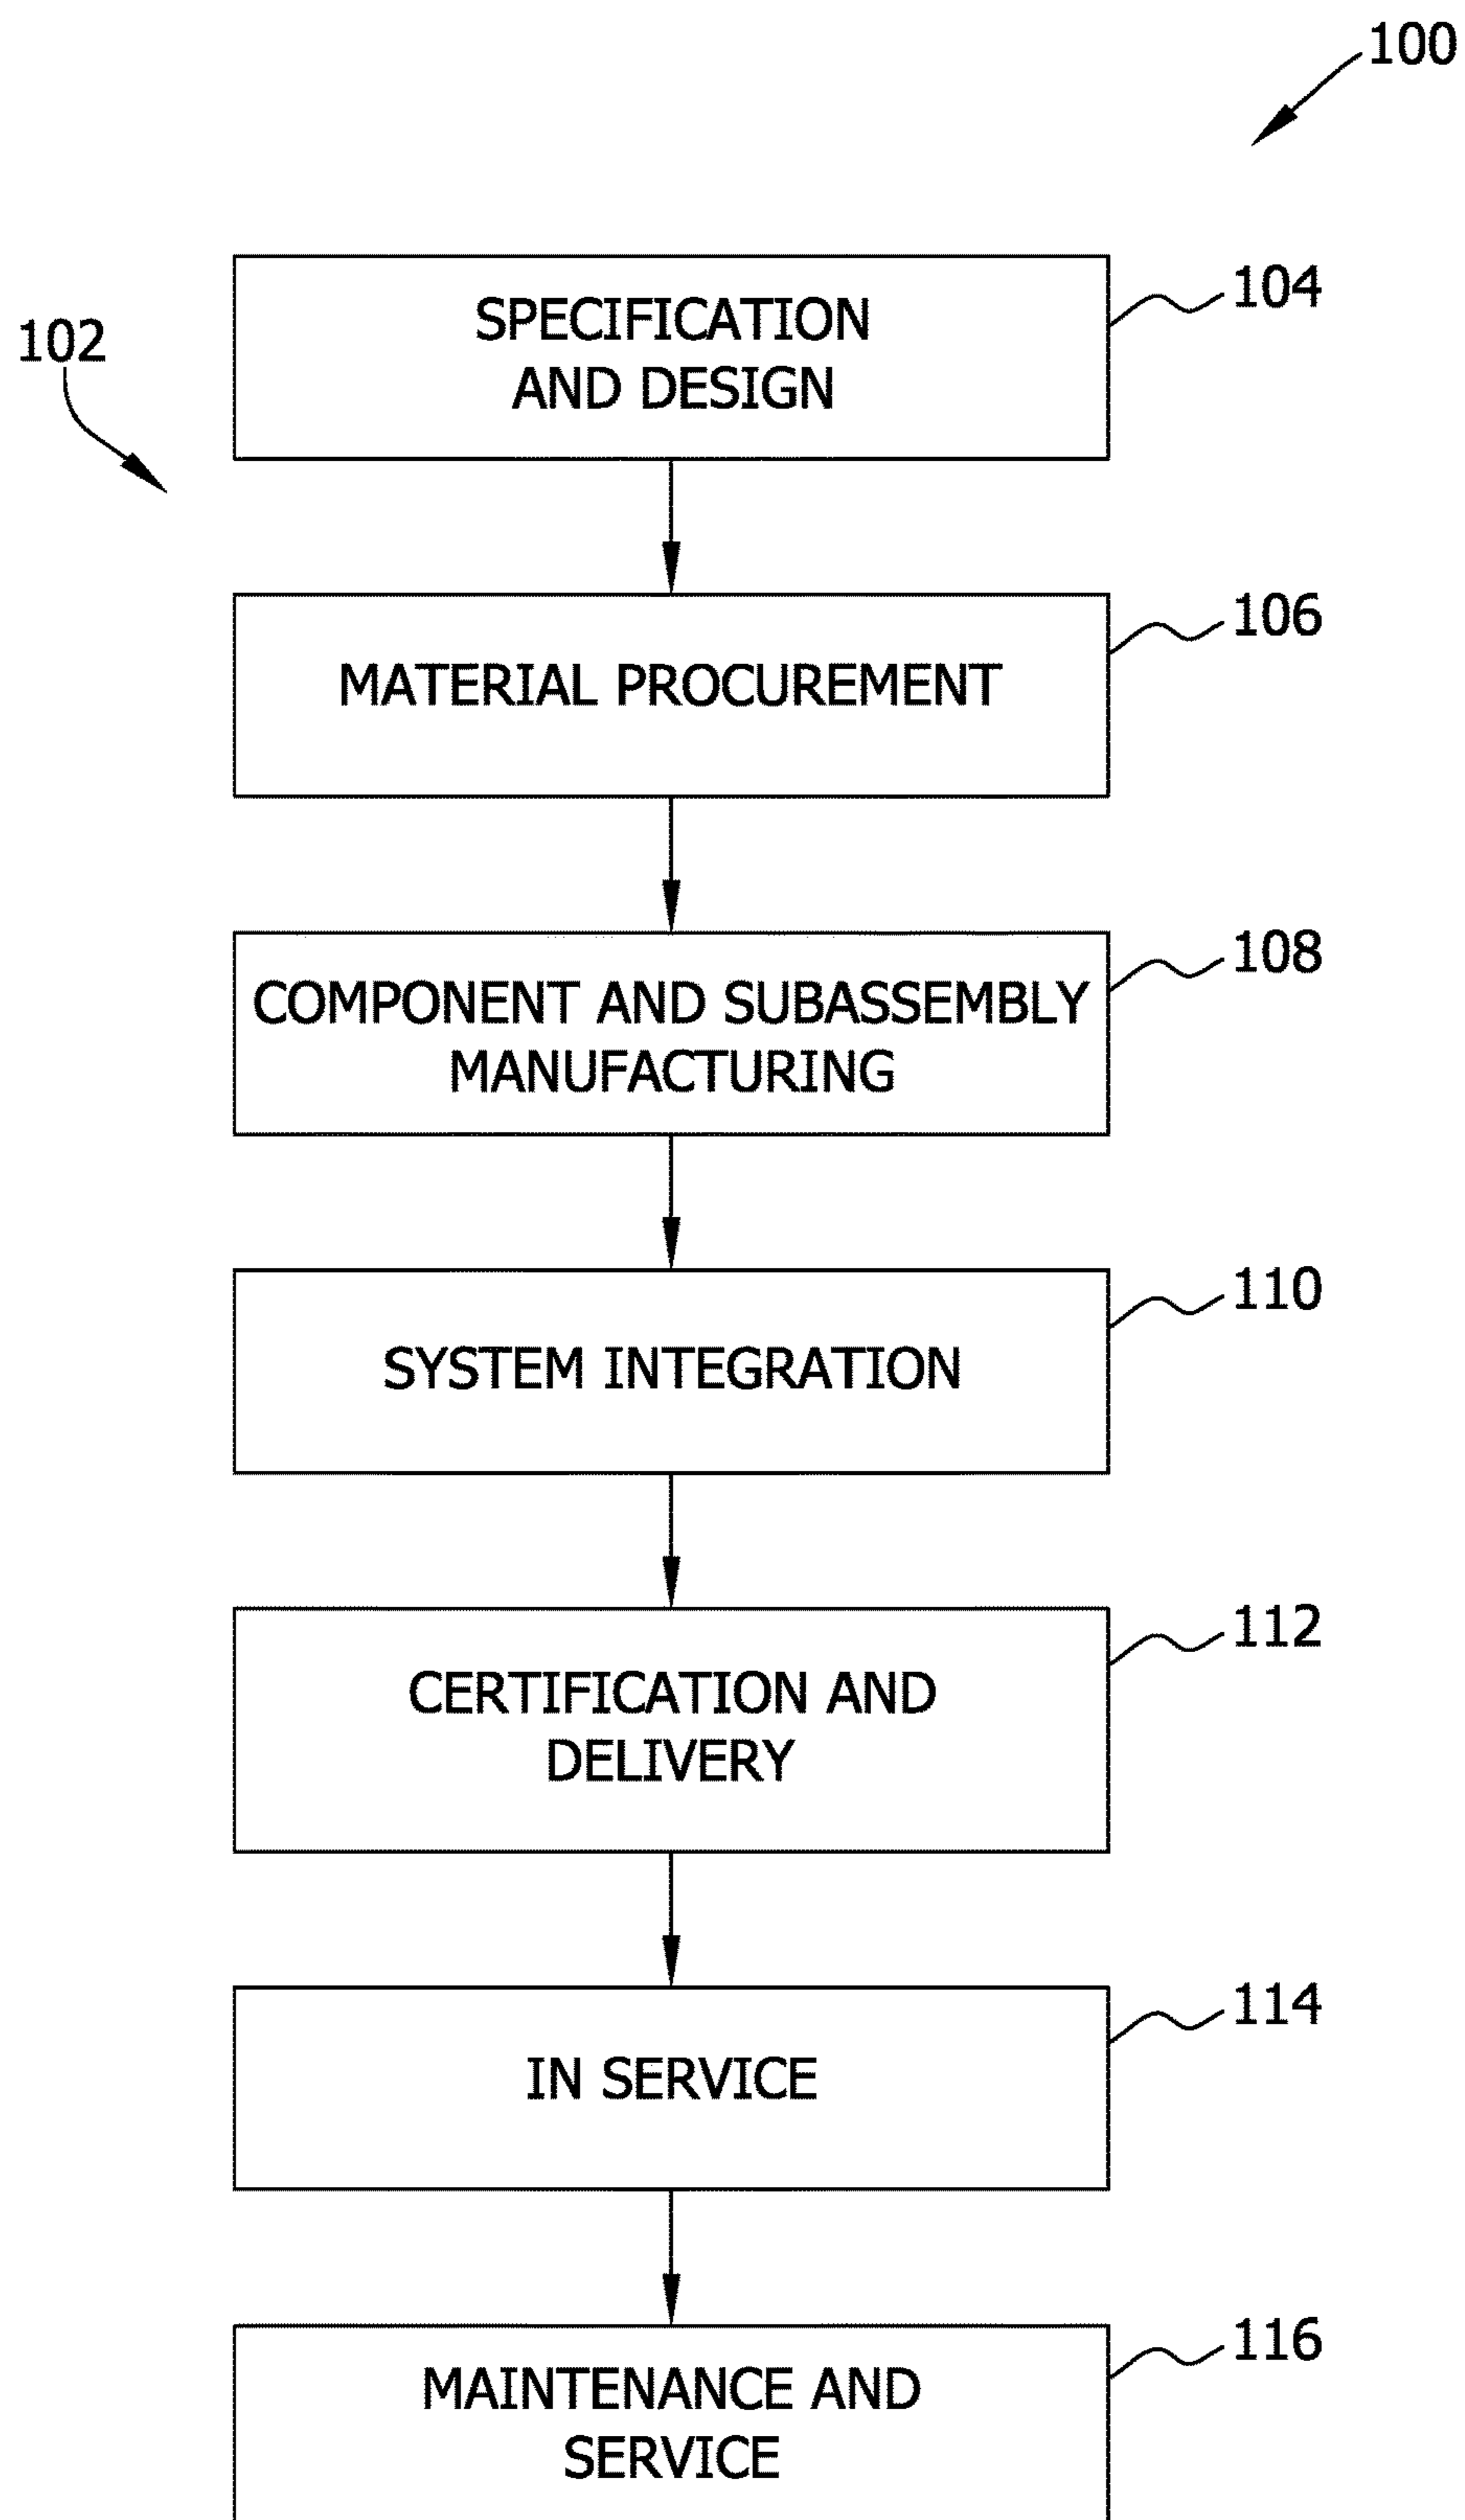 100
104
SPECIFICATION
AND DESIGN
102
106
MATERIAL PROCUREMENT
108
COMPONENT AND SUBASSEMBLY
MANUFACTURING
110
SYSTEM INTEGRATION
112
CERTIFICATION AND
DELIVERY
114
IN SERVICE
116
MAINTENANCE AND
SERVICE